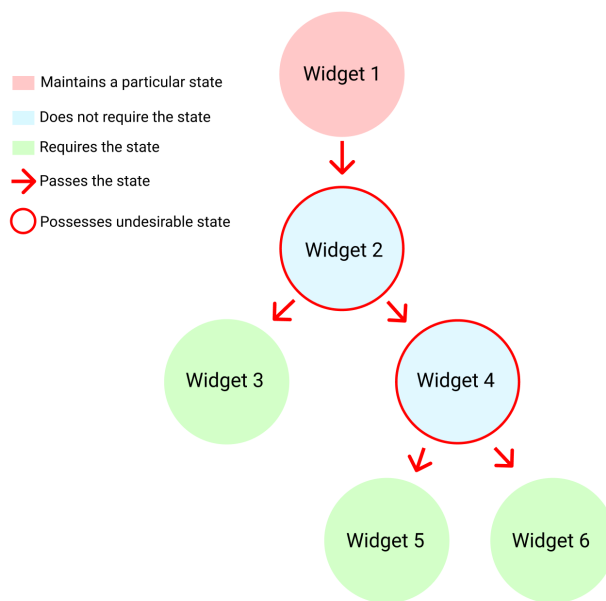 Widget 1
Maintains a particular state
Does not require the state
Requires the state
Passes the state
Possesses undesirable state
Widget 2
Widget 3
Widget 4
Widget 5
Widget 6